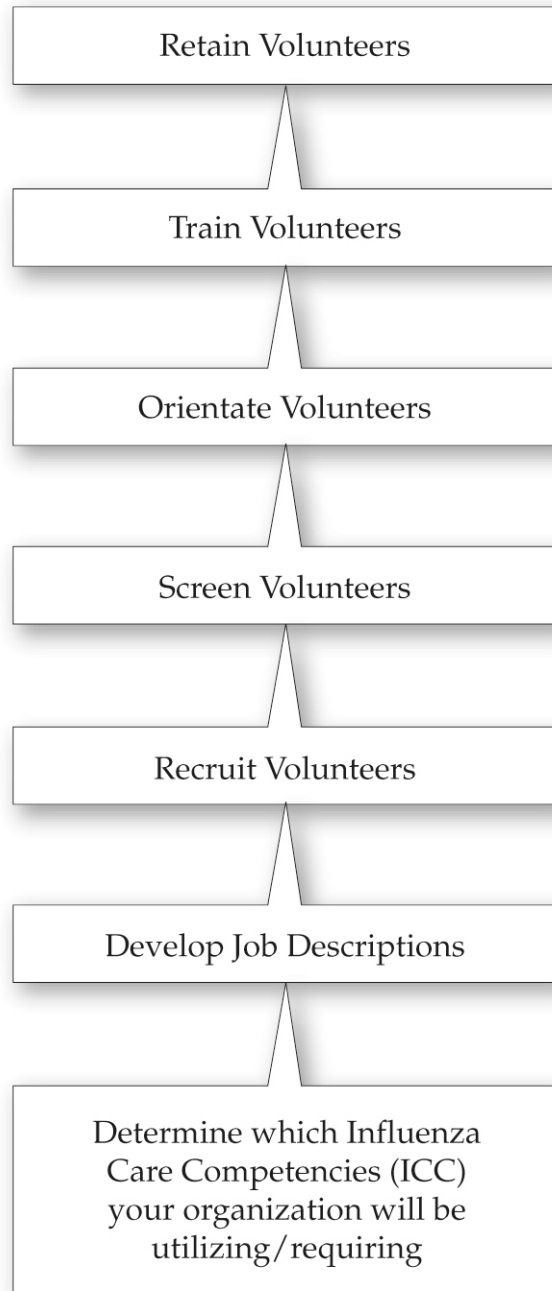 Retain Volunteers
Train Volunteers
Orientate Volunteers
Screen Volunteers
Recruit Volunteers
Develop Job Descriptions
Determine which Influenza
Care Competencies (ICC)
your organization will be
utilizing/requiring